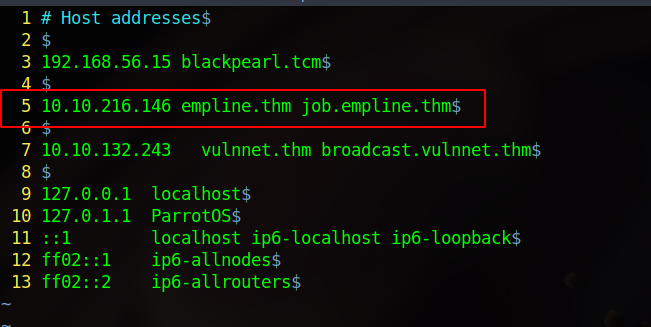 1 # Host addresses$
2 $
3 192.168.56.15 blackpearl.tcm$
4 $
5 10.10.216.146 empline.thm job.empline.thm$
6 $
7 10.10.132.243   vulnnet.thm broadcast.vulnnet.thm$
8 $
9 127.0.0.1  localhost$
10 127.0.1.1  ParrotOS$
11 ::1        localhost ip6-localhost ip6-loopback$
12 ff02::1    ip6-allnodes$
13 ff02::2    ip6-allrouters$
~
~